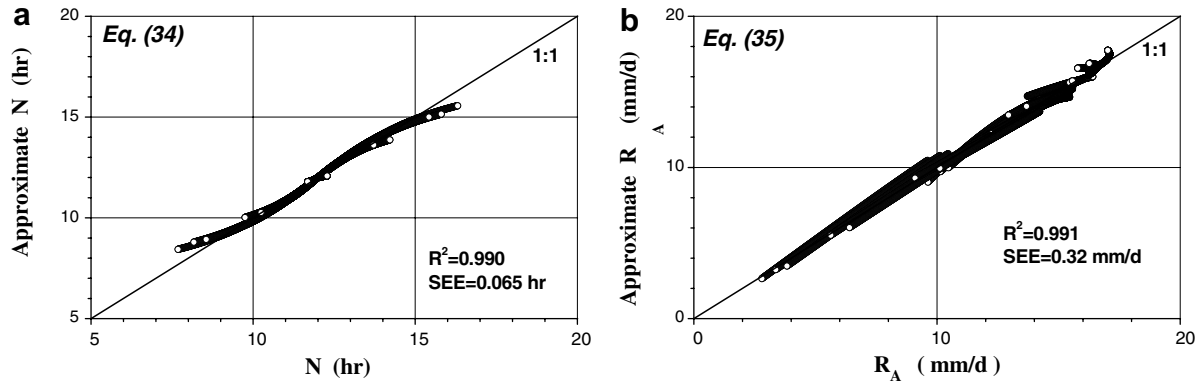 a
Eq. (34)
1:1
20
15
10
5
Approximate N (hr)
R²=0.990
SEE=0.065 hr
5 10 15 20
N (hr)
b
Eq. (35)
1:1
20
10
0
Approximate R_A (mm/d)
R²=0.991
SEE=0.32 mm/d
0 10 20
R_A (mm/d)